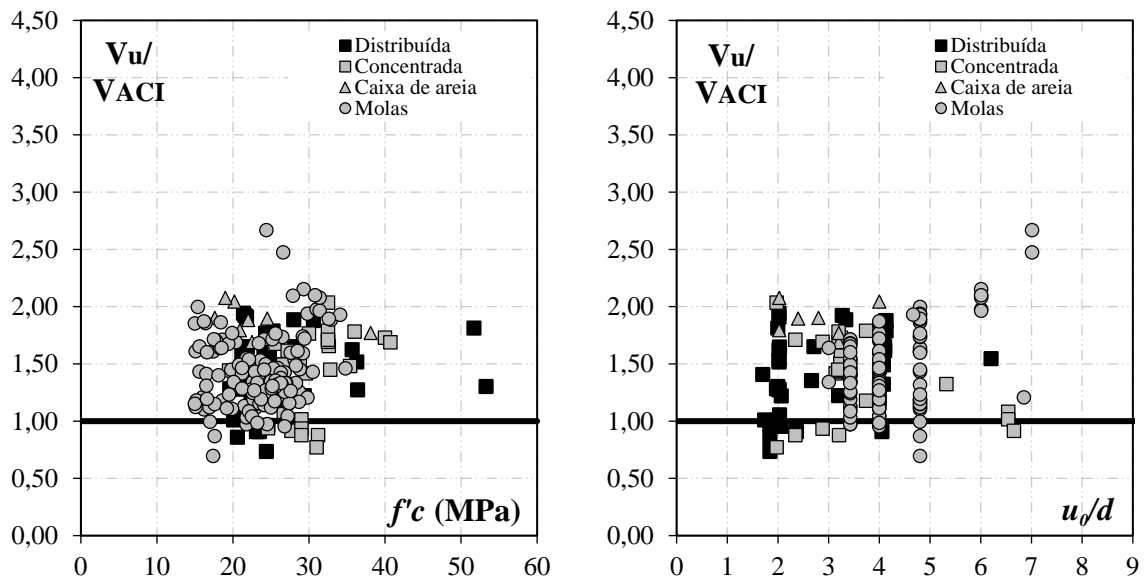 4,50
4,00
3,50
3,00
2,50
2,00
1,50
1,00
0,50
0,00
Vu/
VACI
Distribuída
Concentrada
Caixa de areia
Molas
f'c (MPa)
0 10 20 30 40 50 60
4,50
4,00
3,50
3,00
2,50
2,00
1,50
1,00
0,50
0,00
Vu/
VACI
Distribuída
Concentrada
Caixa de areia
Molas
u0/d
0 1 2 3 4 5 6 7 8 9